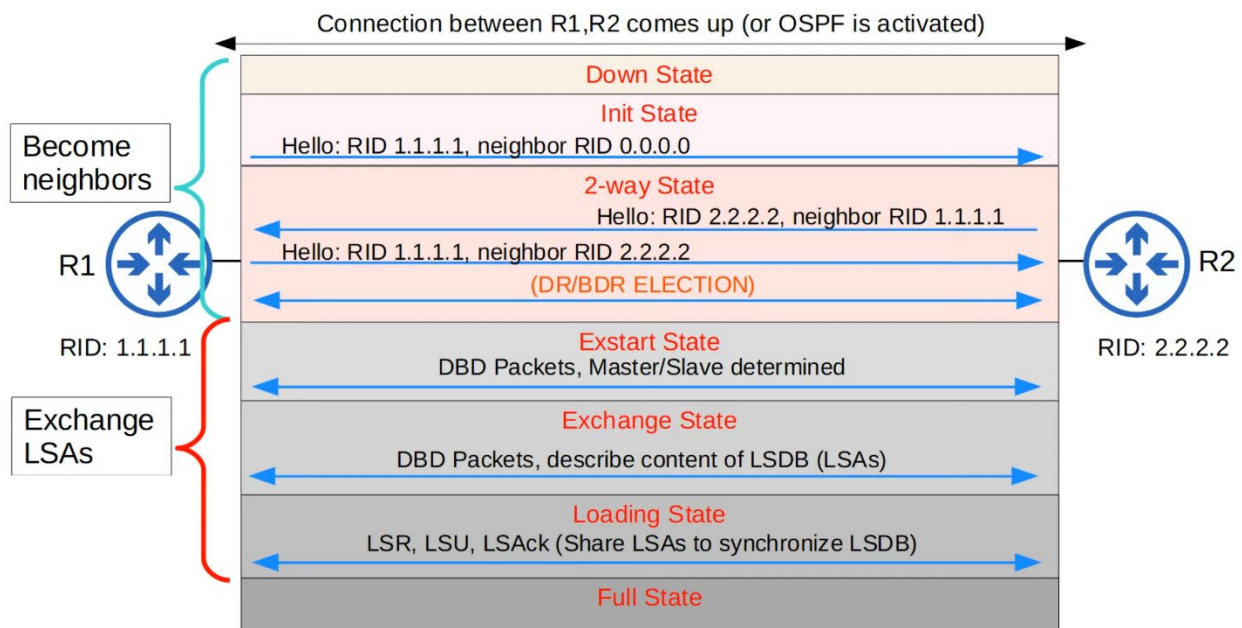 Connection between R1,R2 comes up (or OSPF is activated)
Down State
Init State
Hello: RID 1.1.1.1, neighbor RID 0.0.0.0
Become
neighbors
2-way State
Hello: RID 2.2.2.2, neighbor RID 1.1.1.1
Hello: RID 1.1.1.1, neighbor RID 2.2.2.2
(DR/BDR ELECTION)
R1
RID: 1.1.1.1
R2
RID: 2.2.2.2
Exchange
LSAs
Exstart State
DBD Packets, Master/Slave determined
Exchange State
DBD Packets, describe content of LSDB (LSAs)
Loading State
LSR, LSU, LSAck (Share LSAs to synchronize LSDB)
Full State